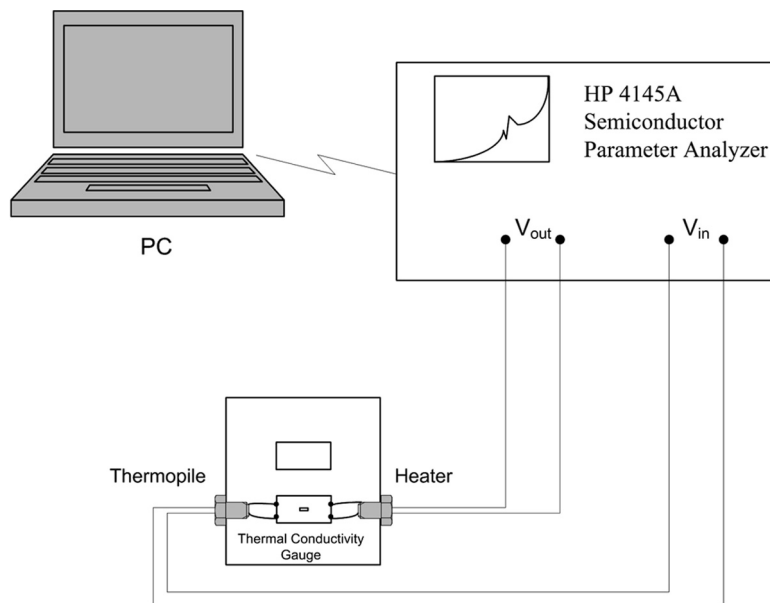 HP 4145A
Semiconductor
Parameter Analyzer
PC
Vout
Vin
Thermopile
Heater
Thermal Conductivity
Gauge